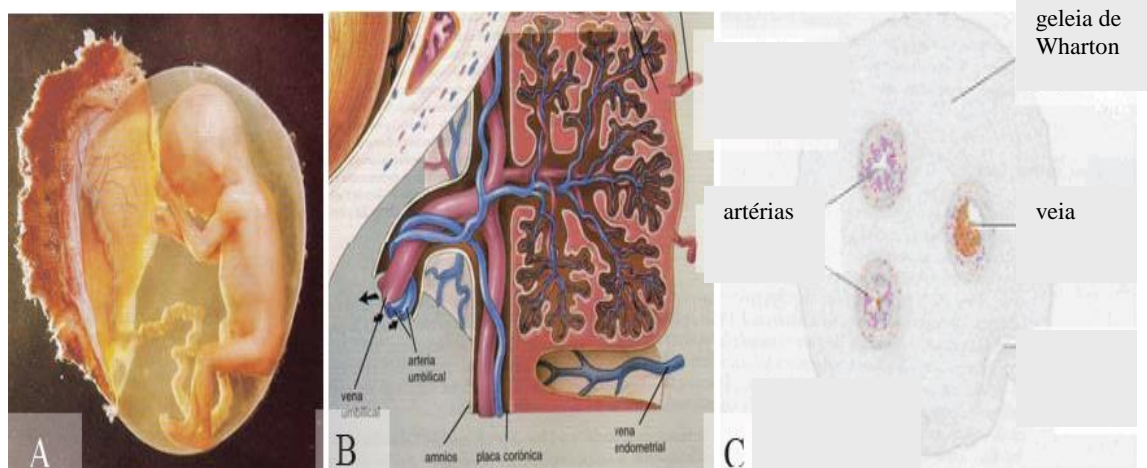 A
B
arteria
umbilical
vena
umbilical
amnios
placa coriónica
vena
endometrial
C
geleia de
Wharton
artérias
veia